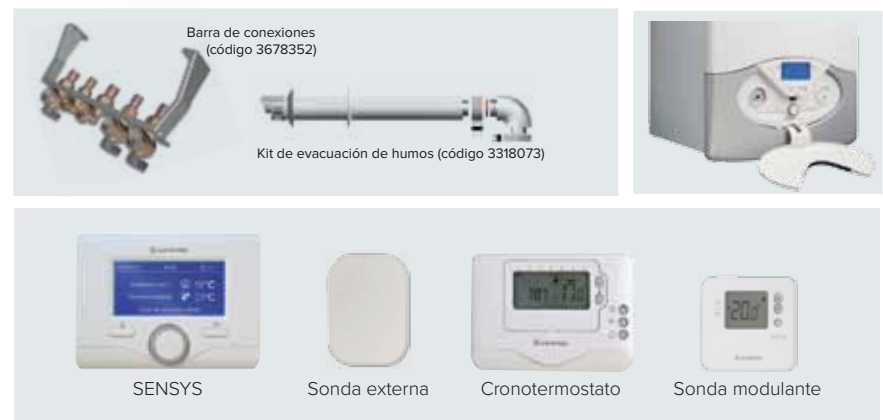 Barra de conexiones
(código 3678352)
Kit de evacuación de humos (código 3318073)
SENSYS
Sonda externa
Cronotermostato
Sonda modulante